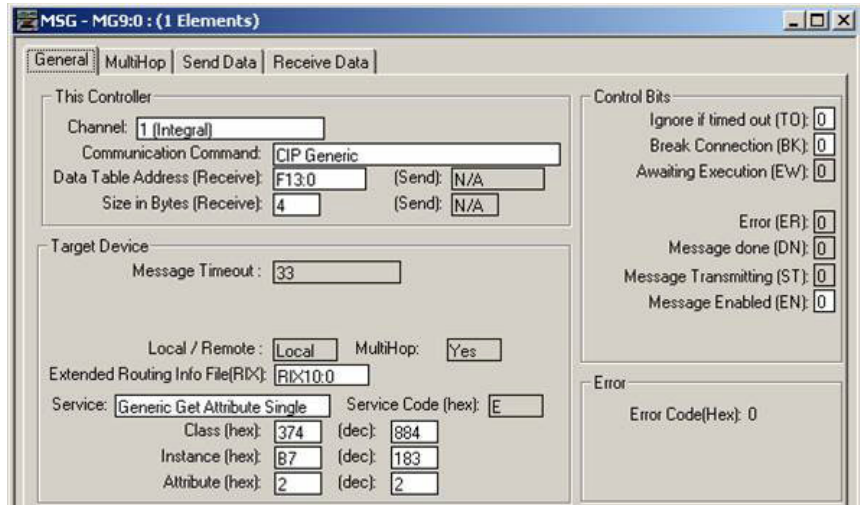 MSG - MG9:0 : (1 Elements)
General MultiHop Send Data Receive Data
This Controller
Channel: 1 (Integral)
Communication Command: CIP Generic
Data Table Address (Receive): F13:0 (Send): N/A
Size in Bytes (Receive): 4 (Send): N/A
Target Device
Message Timeout : 33
Local / Remote : Local MultiHop: Yes
Extended Routing Info File(RIX): RIX10:0
Service: Generic Get Attribute Single Service Code (hex): E
Class (hex): 374 (dec): 884
Instance (hex): B7 (dec): 183
Attribute (hex): 2 (dec): 2
Control Bits
Ignore if timed out (TO): 0
Break Connection (BK): 0
Awaiting Execution (EW): 0
Error (ER): 0
Message done (DN): 0
Message Transmitting (ST): 0
Message Enabled (EN): 0
Error
Error Code(Hex): 0